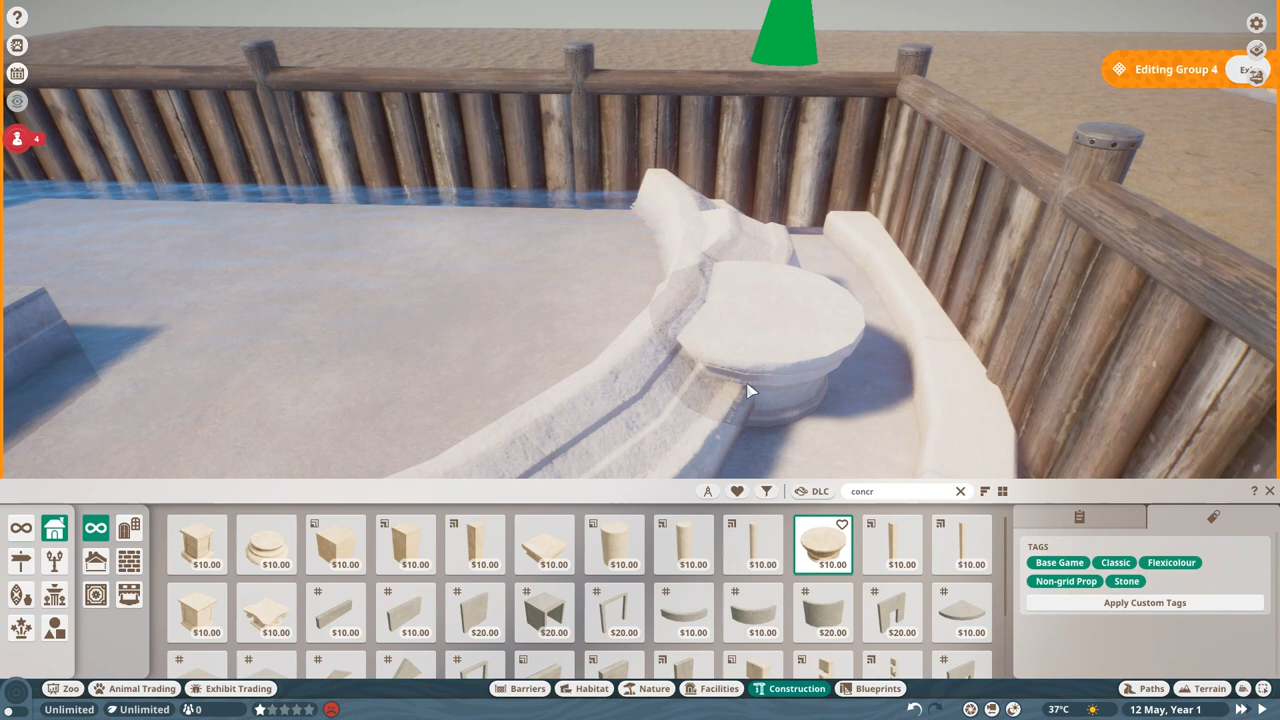 ?
Editing Group 4
4
DLC
concr
?
$10.00 $10.00 $10.00 $10.00 $10.00 $10.00 $10.00 $10.00 $10.00 $10.00 $10.00 $10.00
$10.00 $10.00 $10.00 $10.00 $20.00 $20.00 $20.00 $10.00 $10.00 $20.00 $20.00 $10.00
TAGS
Base Game Classic Flexicolour
Non-grid Prop Stone
Apply Custom Tags
Zoo Animal Trading Exhibit Trading Barriers Habitat Nature Facilities Construction Blueprints Paths Terrain
Unlimited Unlimited 0 37°C 12 May, Year 1